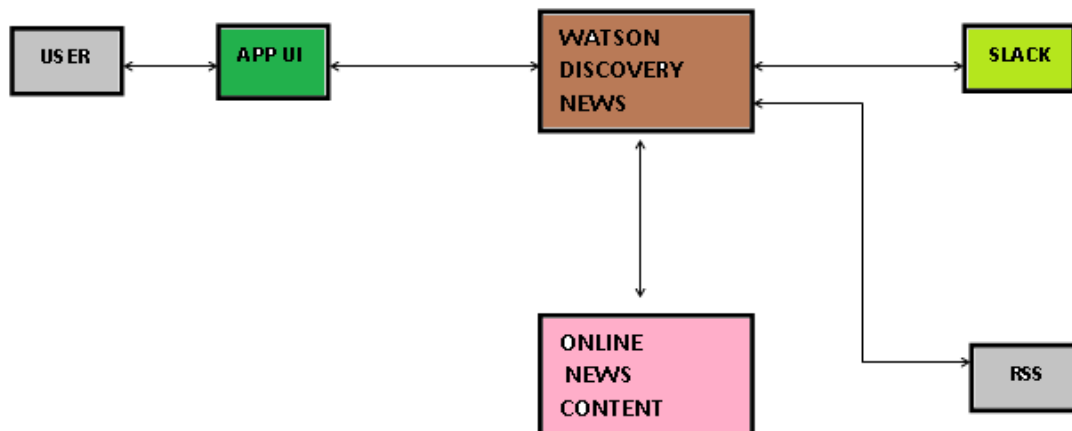 USER
APP UI
WATSON
DISCOVERY
NEWS
SLACK
ONLINE
NEWS
CONTENT
RSS